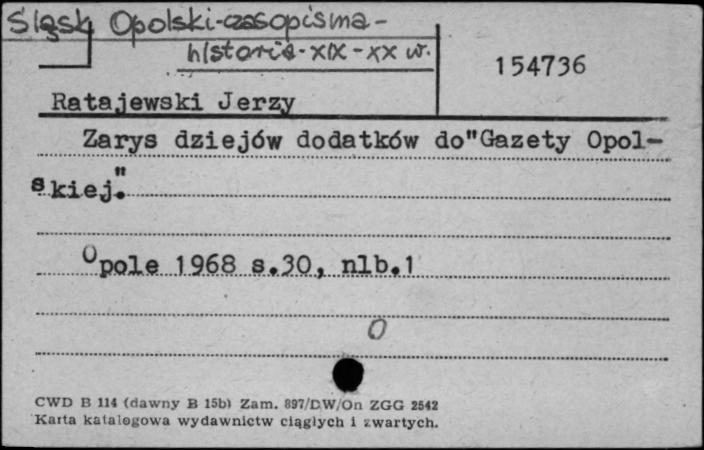 Śląsk Opolski-czasopisma-
historia-XIX-XX w.
154736
Ratajewski Jerzy
Zarys dziejów dodatków do"Gazety Opol-
skiej."
Opole 1968 s.30, nlb.1
O
CWD B 114 (dawny B 15b) Zam. 897/DW/On ZGG 2542
Karta katalogowa wydawnictw ciągłych i zwartych.